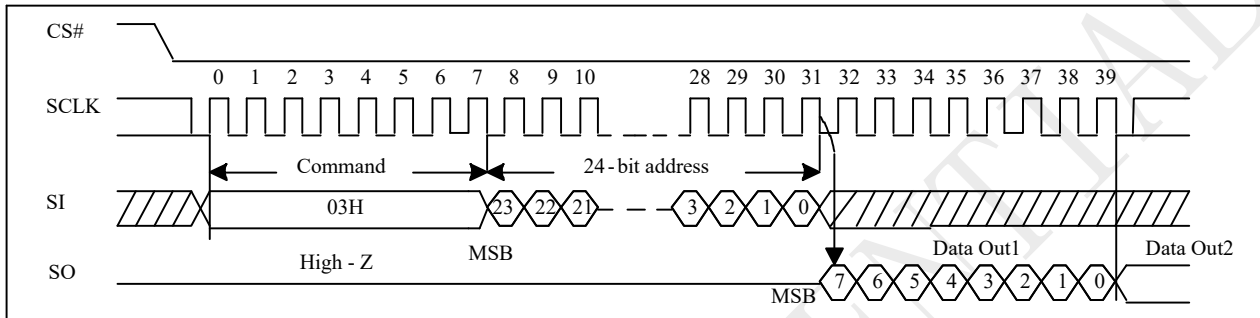 CS#
0 1 2 3 4 5 6 7 8 9 10 28 29 30 31 32 33 34 35 36 37 38 39
SCLK
Command 24-bit address
SI 03H 23 22 21 3 2 1 0
High - Z MSB Data Out1 Data Out2
SO MSB 7 6 5 4 3 2 1 0
NTIAL